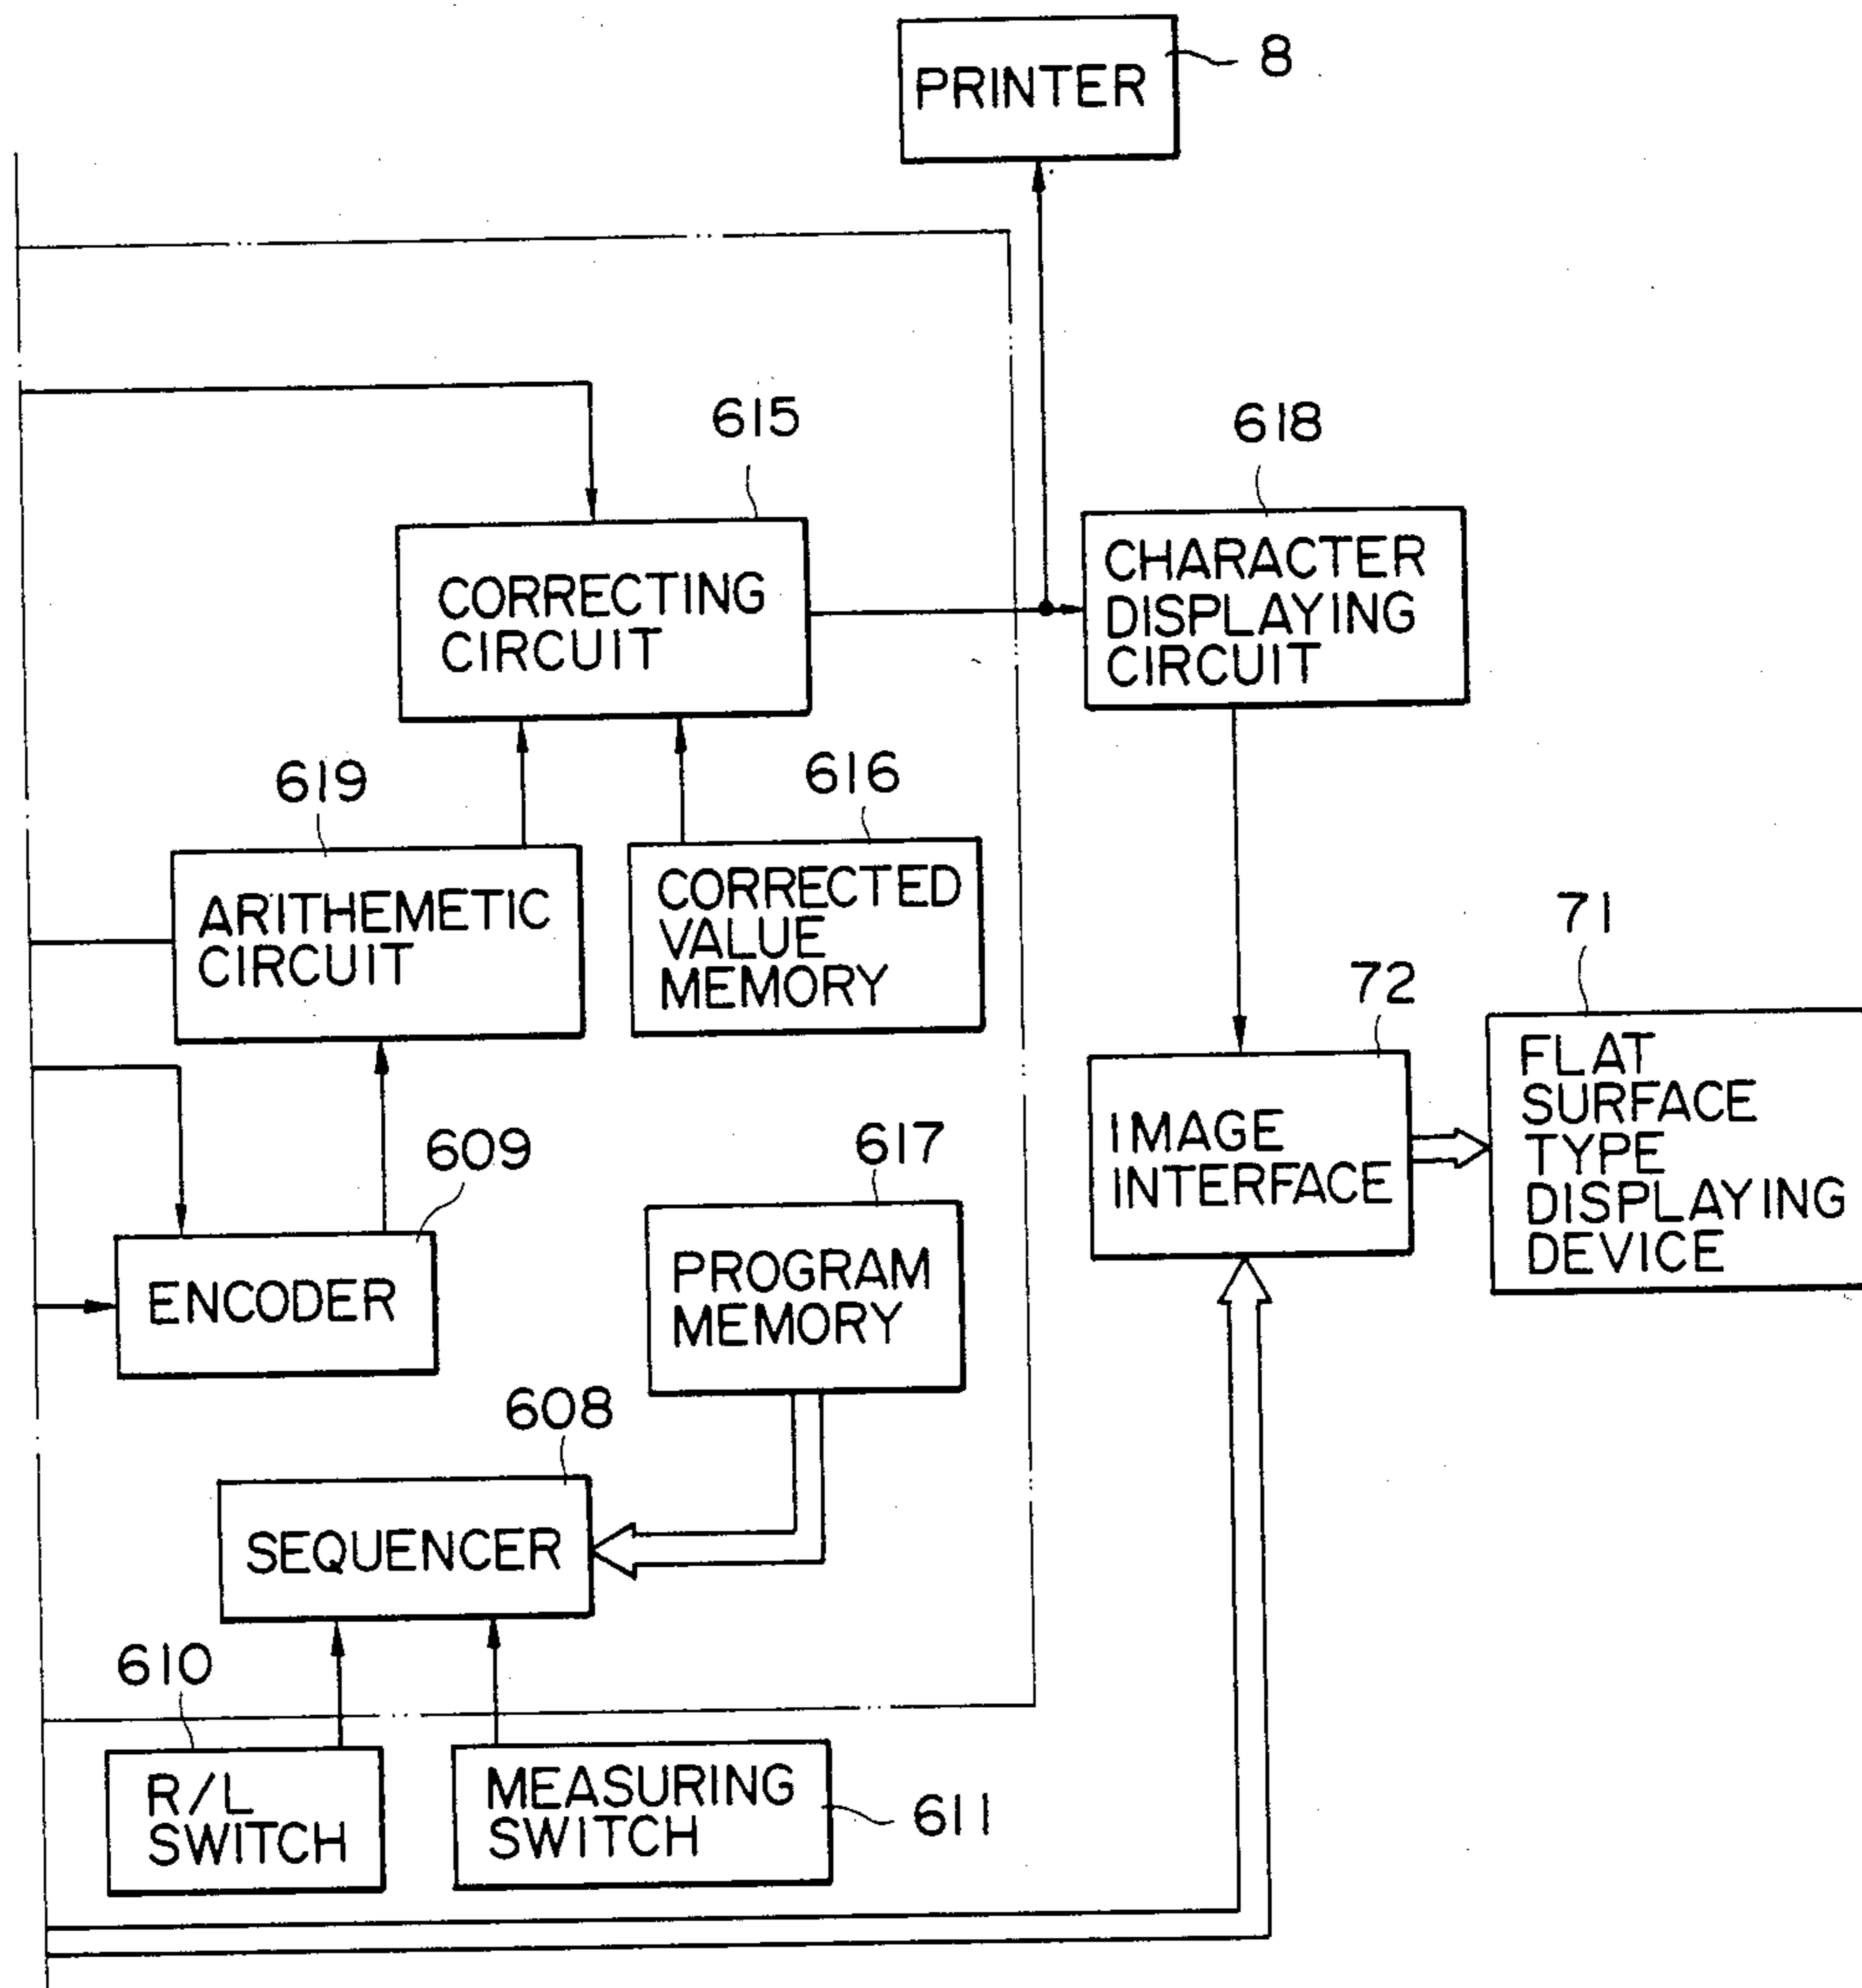 PRINTER
8
615
618
CORRECTING
CIRCUIT
CHARACTER
DISPLAYING
CIRCUIT
619
616
ARITHEMETIC
CIRCUIT
CORRECTED
VALUE
MEMORY
71
72
FLAT
SURFACE
TYPE
DISPLAYING
DEVICE
IMAGE
INTERFACE
609
617
ENCODER
PROGRAM
MEMORY
608
SEQUENCER
610
R/L
SWITCH
MEASURING
SWITCH
611